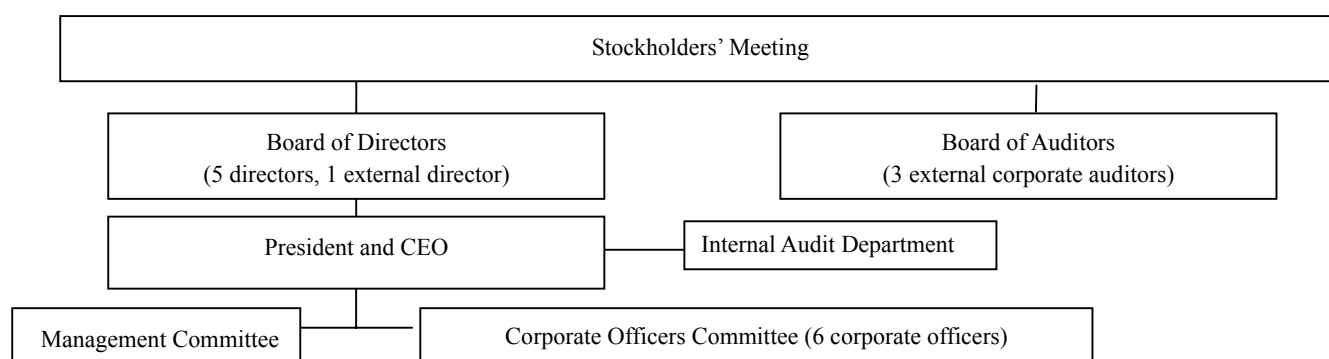 Stockholders’ Meeting
Board of Directors
(5 directors, 1 external director)
Board of Auditors
(3 external corporate auditors)
President and CEO
Internal Audit Department
Management Committee
Corporate Officers Committee (6 corporate officers)